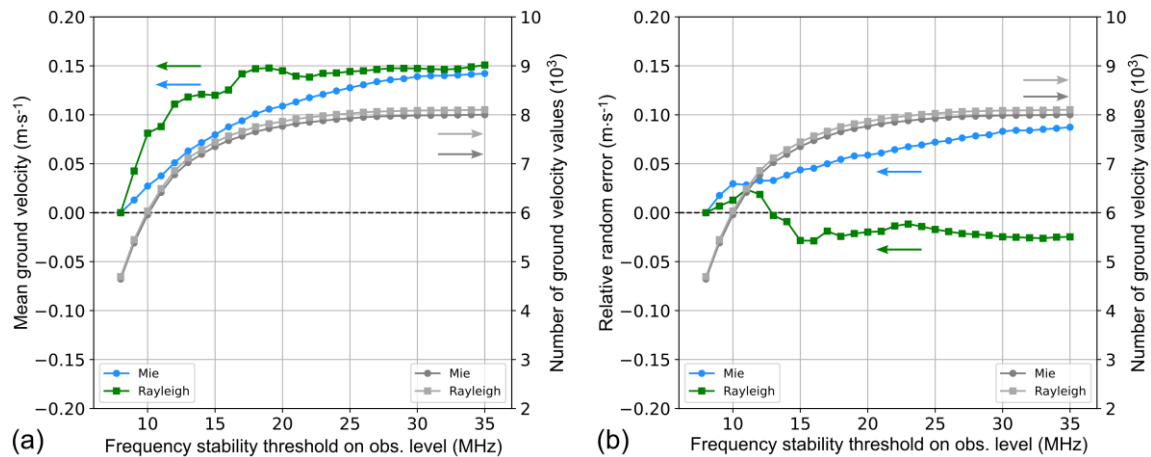 0.20
0.15
0.10
0.05
0.00
−0.05
−0.10
−0.15
−0.20
Mean ground velocity (m·s⁻¹)
10
9
8
7
6
5
4
3
2
Number of ground velocity values (10³)
Mie
Rayleigh
Mie
Rayleigh
10 15 20 25 30 35
Frequency stability threshold on obs. level (MHz)
(a)
0.20
0.15
0.10
0.05
0.00
−0.05
−0.10
−0.15
−0.20
Relative random error (m·s⁻¹)
10
9
8
7
6
5
4
3
2
Number of ground velocity values (10³)
Mie
Rayleigh
Mie
Rayleigh
10 15 20 25 30 35
Frequency stability threshold on obs. level (MHz)
(b)